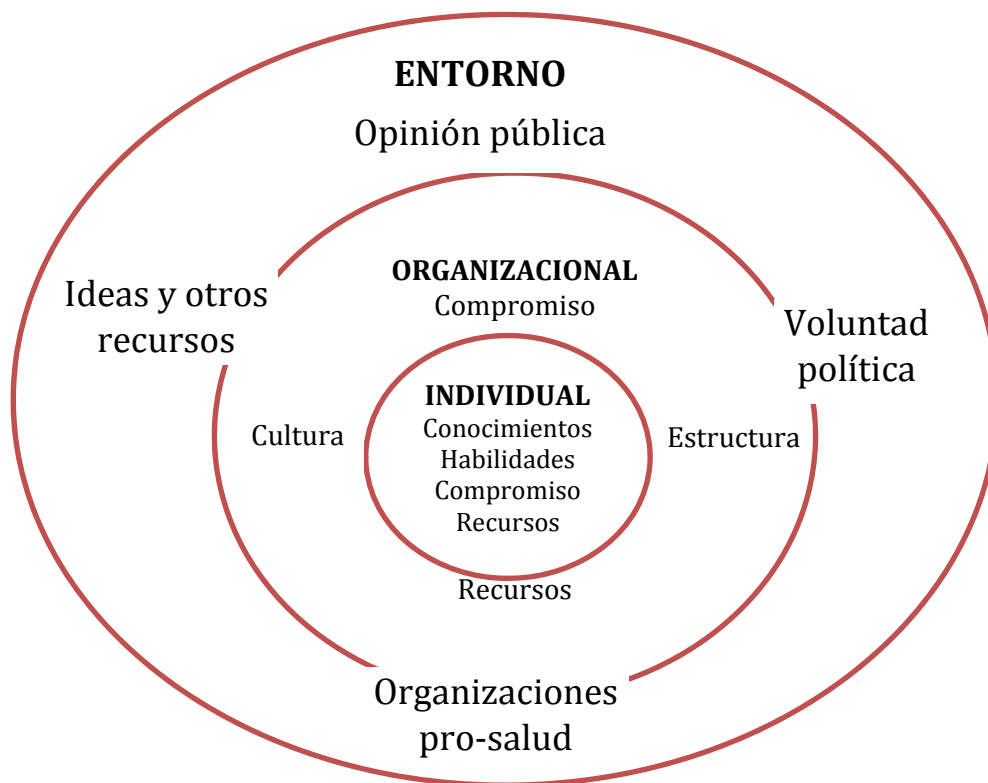 ENTORNO
Opinión pública
Ideas y otros
recursos
ORGANIZACIONAL
Compromiso
Voluntad
política
INDIVIDUAL
Conocimientos
Habilidades
Compromiso
Recursos
Cultura
Estructura
Recursos
Organizaciones
pro-salud